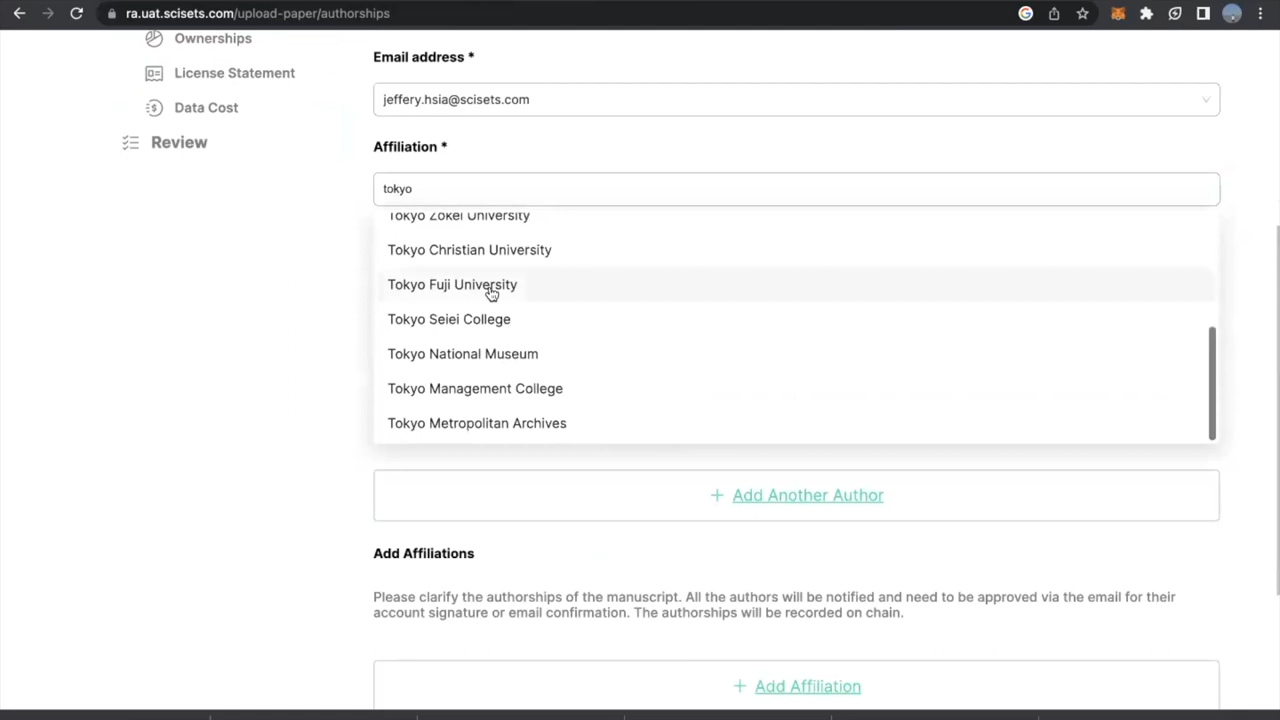 ra.uat.scisets.com/upload-paper/authorships
Ownerships
License Statement
Data Cost
Review
Email address *
jeffery.hsia@scisets.com
Affiliation *
tokyo
Tokyo Zokei University
Tokyo Christian University
Tokyo Fuji University
Tokyo Seiei College
Tokyo National Museum
Tokyo Management College
Tokyo Metropolitan Archives
+ Add Another Author
Add Affiliations
Please clarify the authorships of the manuscript. All the authors will be notified and need to be approved via the email for their
account signature or email confirmation. The authorships will be recorded on chain.
+ Add Affiliation